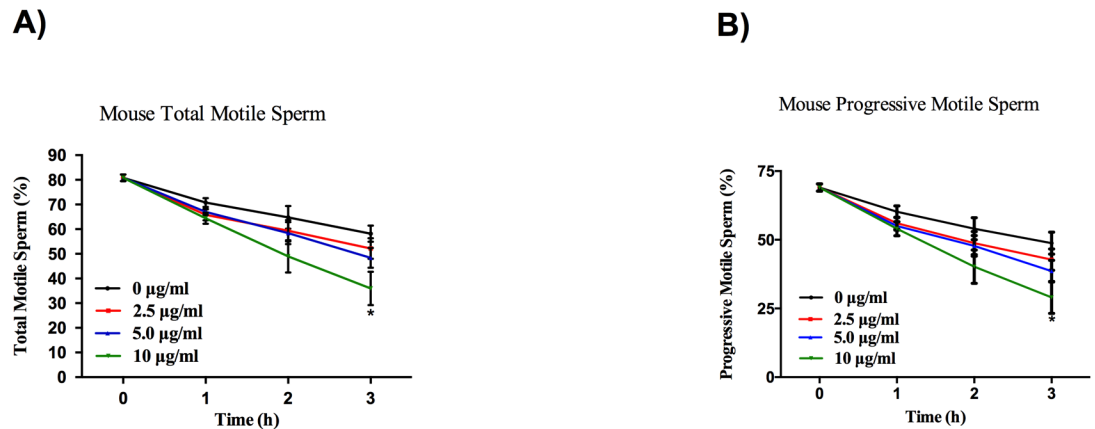 A)
Mouse Total Motile Sperm
Total Motile Sperm (%)
90
80
70
60
50
40
30
20
10
0
0 μg/ml
2.5 μg/ml
5.0 μg/ml
10 μg/ml
*
0 1 2 3
Time (h)
B)
Mouse Progressive Motile Sperm
Progressive Motile Sperm (%)
75
50
25
0
0 μg/ml
2.5 μg/ml
5.0 μg/ml
10 μg/ml
*
0 1 2 3
Time (h)